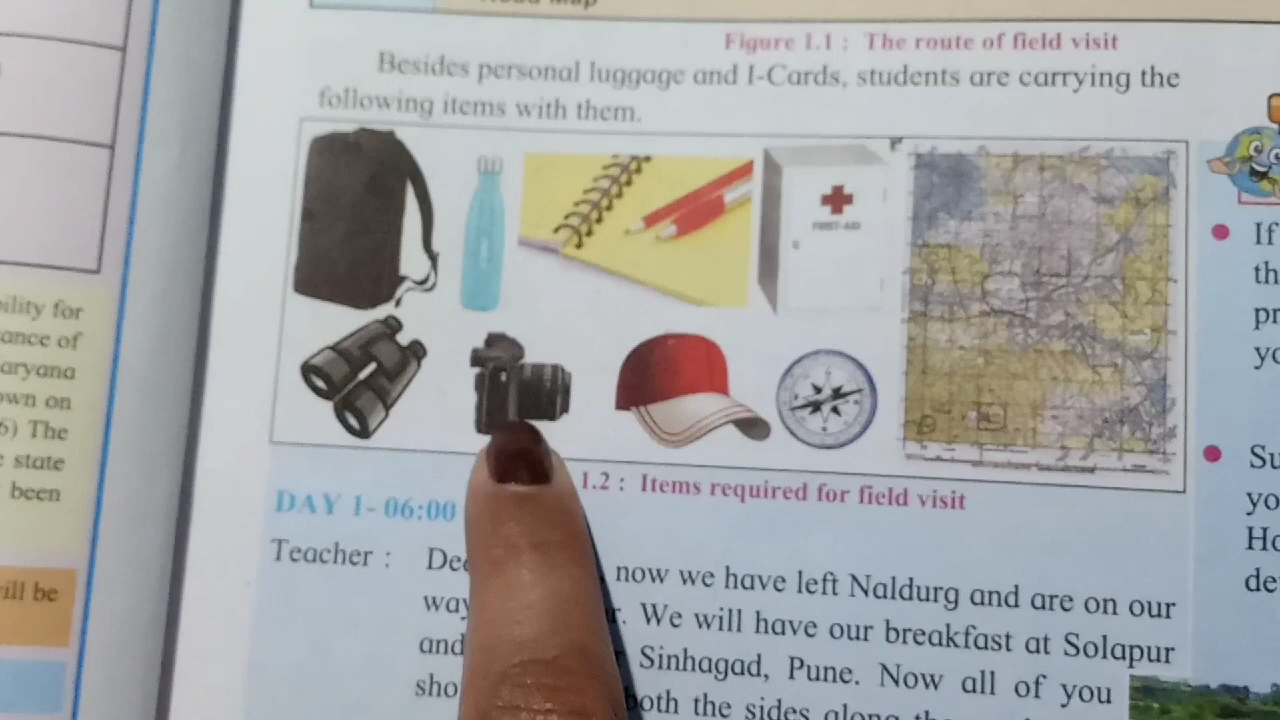 Figure 1.1 : The route of field visit
Besides personal luggage and I-Cards, students are carrying the
following items with them.
FIRST-AID
1.2 : Items required for field visit
DAY 1- 06:00
Teacher : now we have left Naldurg and are on our
We will have our breakfast at Solapur
and Sinhagad, Pune. Now all of you
both the sides along
bility for
ance of
aryana
own on
6) The
state
been
ill be
If
th
pr
yo
Su
yo
Ho
de